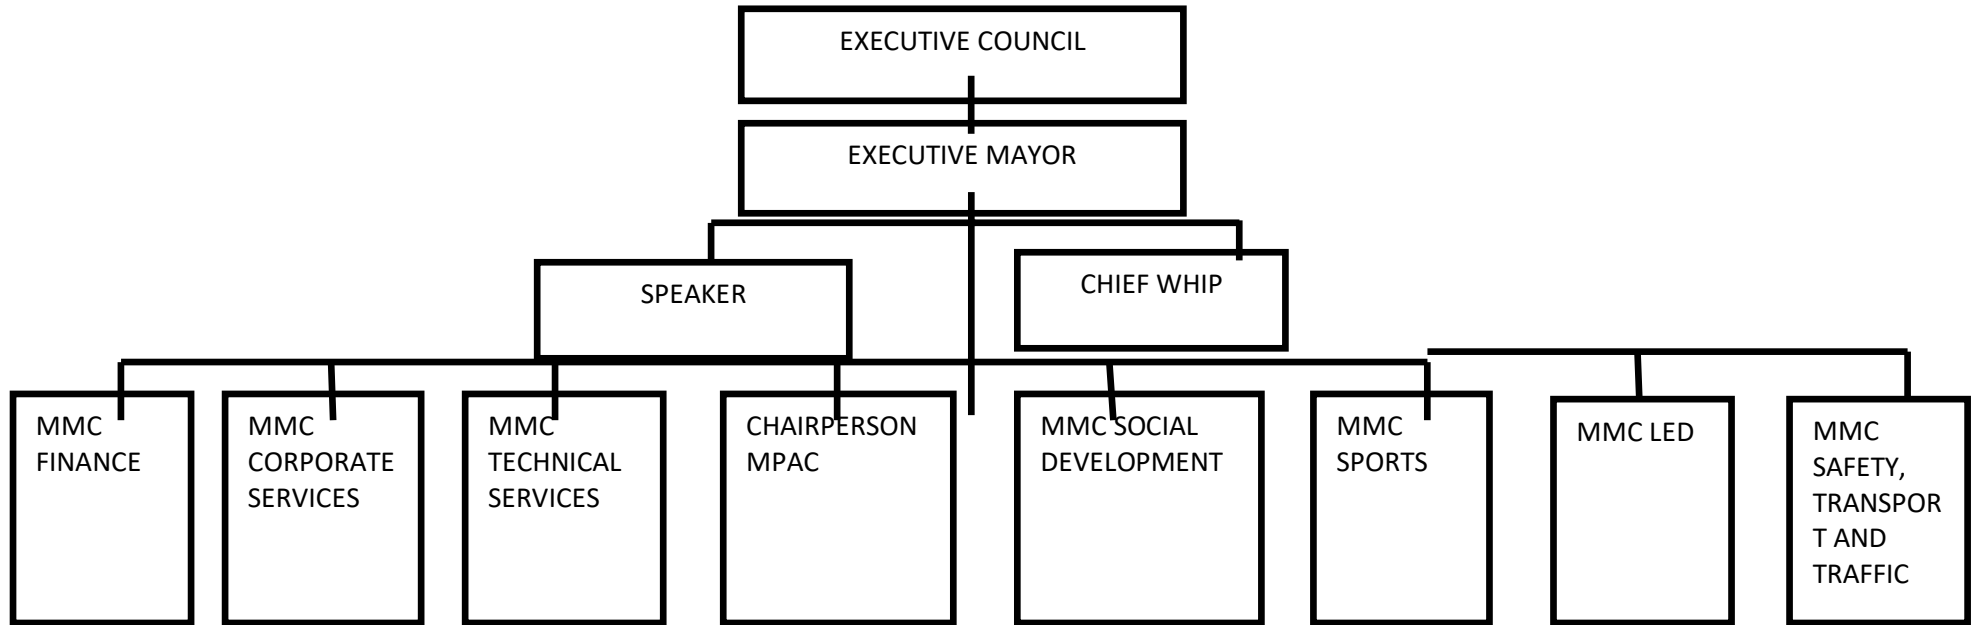 EXECUTIVE COUNCIL
EXECUTIVE MAYOR
SPEAKER
CHIEF WHIP
MMC
FINANCE
MMC
CORPORATE
SERVICES
MMC
TECHNICAL
SERVICES
CHAIRPERSON
MPAC
MMC SOCIAL
DEVELOPMENT
MMC
SPORTS
MMC LED
MMC
SAFETY,
TRANSPOR
T AND
TRAFFIC